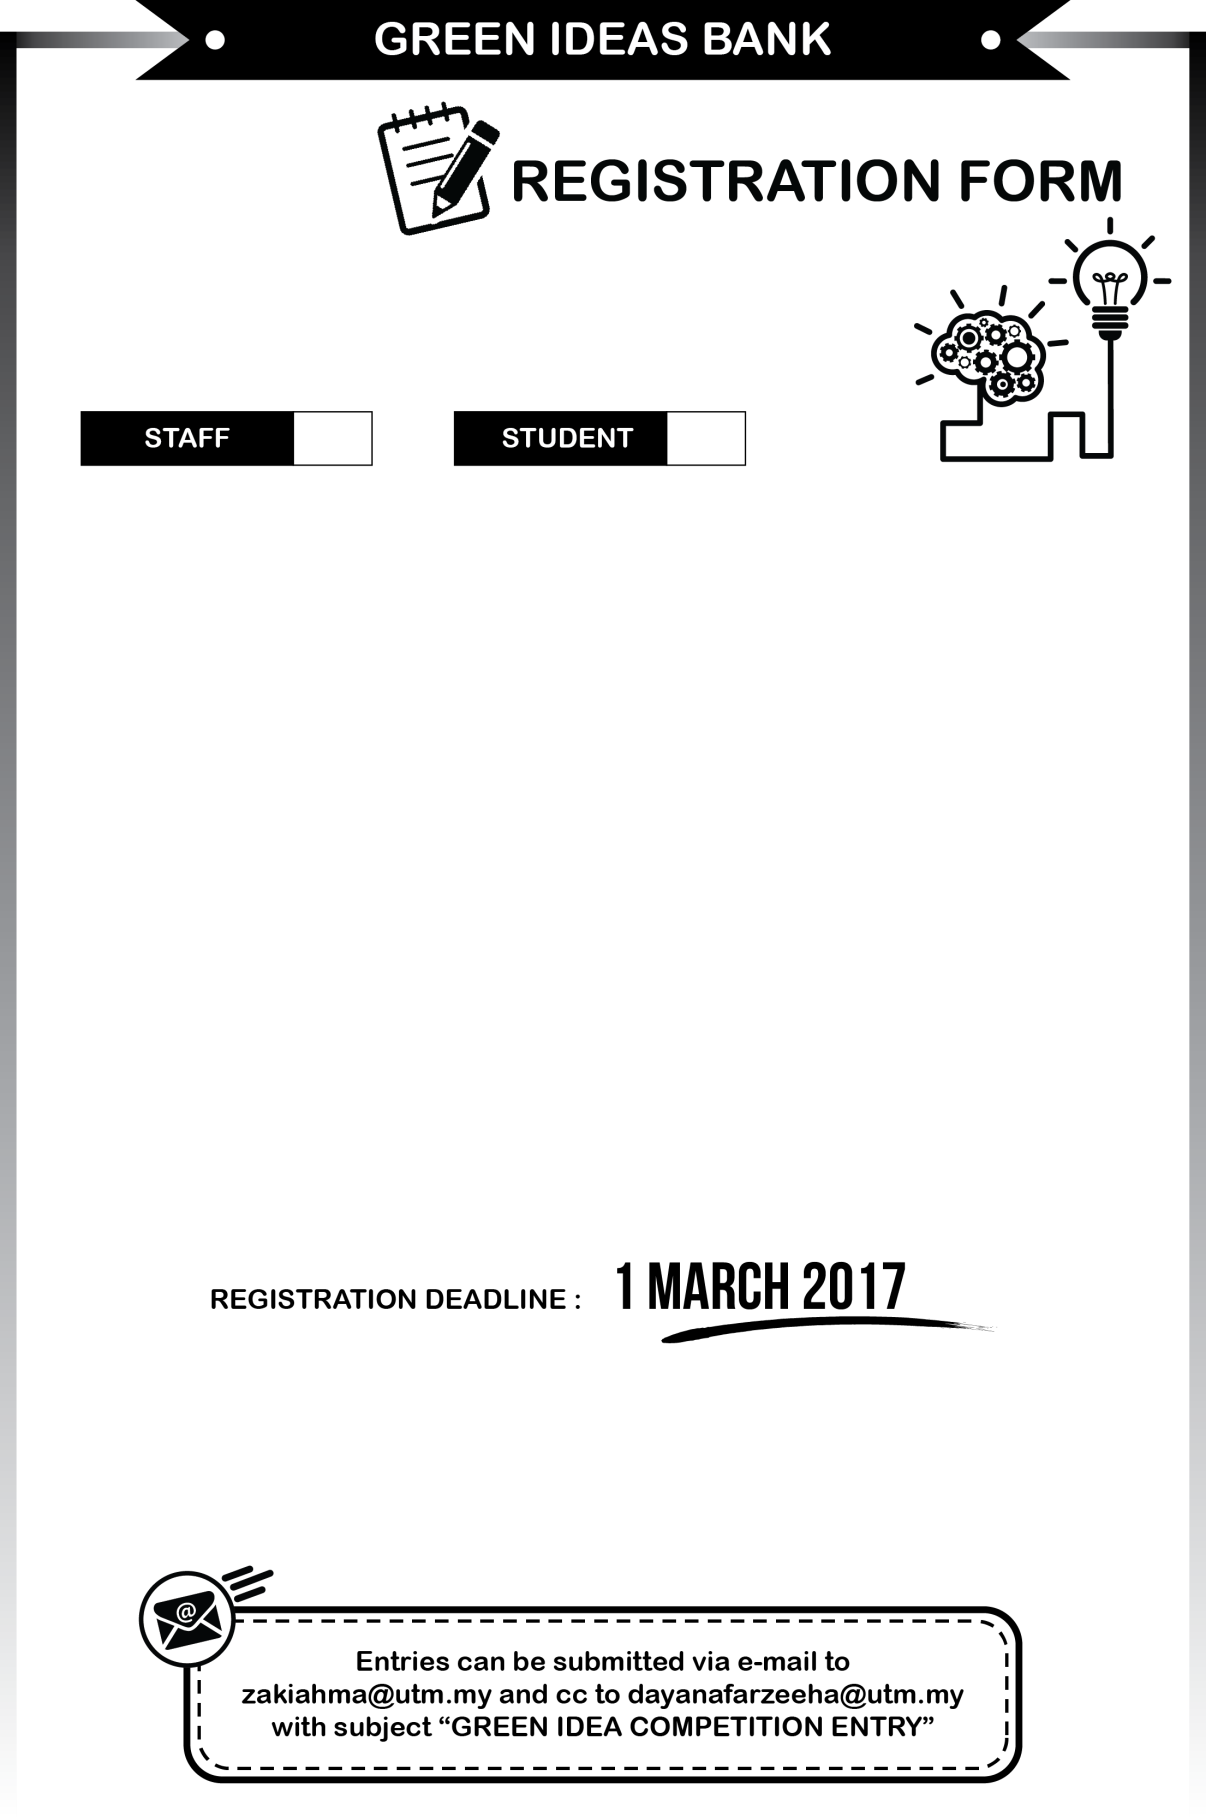 GREEN IDEAS BANK
REGISTRATION FORM
STAFF
STUDENT
REGISTRATION DEADLINE : 1 MARCH 2017
@
Entries can be submitted via e-mail to
zakiahma@utm.my and cc to dayanafarzeeha@utm.my
with subject “GREEN IDEA COMPETITION ENTRY”